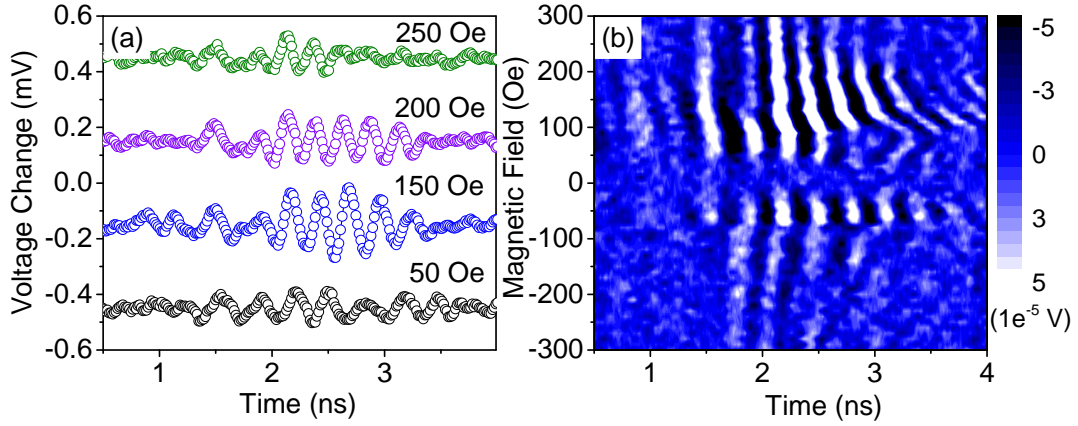 (a)
250 Oe
200 Oe
150 Oe
50 Oe
0.6
0.4
0.2
0.0
-0.2
-0.4
-0.6
Voltage Change (mV)
1
2
3
Time (ns)
(b)
300
200
100
0
-100
-200
-300
Magnetic Field (Oe)
1
2
3
4
Time (ns)
-5
-3
0
3
5
(1e⁻⁵ V)